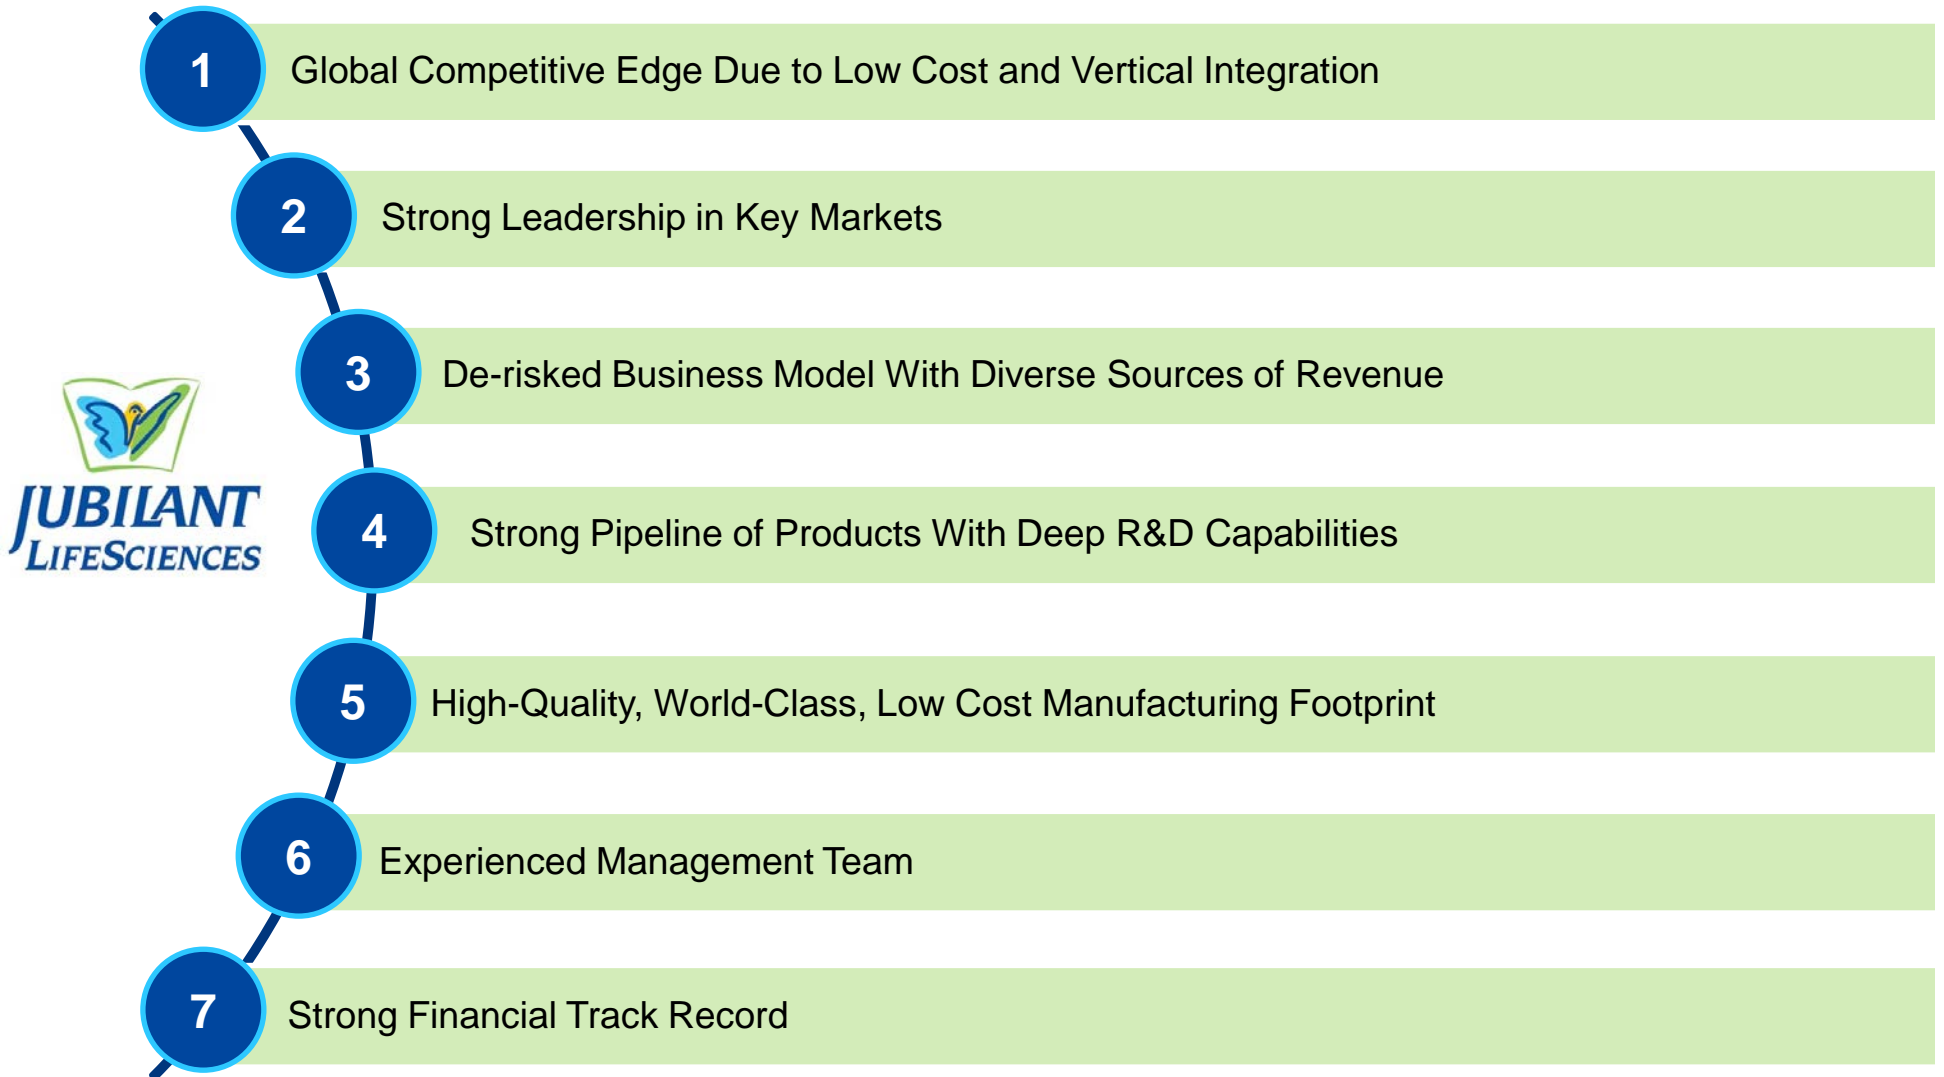 1
Global Competitive Edge Due to Low Cost and Vertical Integration
2
Strong Leadership in Key Markets
3
De-risked Business Model With Diverse Sources of Revenue
JUBILANT
LIFESCIENCES
4
Strong Pipeline of Products With Deep R&D Capabilities
5
High-Quality, World-Class, Low Cost Manufacturing Footprint
6
Experienced Management Team
7
Strong Financial Track Record